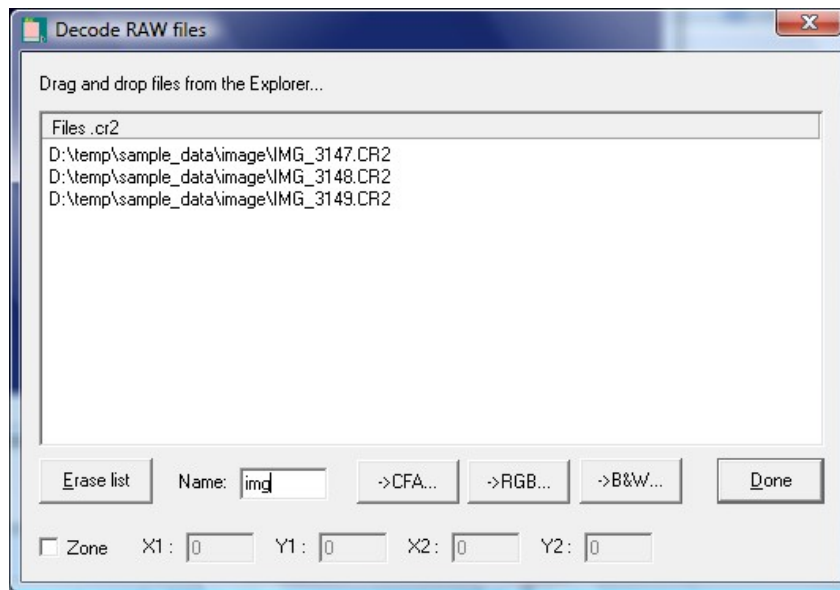 Decode RAW files
Drag and drop files from the Explorer...
Files .cr2
D:\temp\sample_data\image\IMG_3147.CR2
D:\temp\sample_data\image\IMG_3148.CR2
D:\temp\sample_data\image\IMG_3149.CR2
Erase list Name: img ->CFA... ->RGB... ->B&W... Done
Zone X1 : 0 Y1 : 0 X2 : 0 Y2 : 0